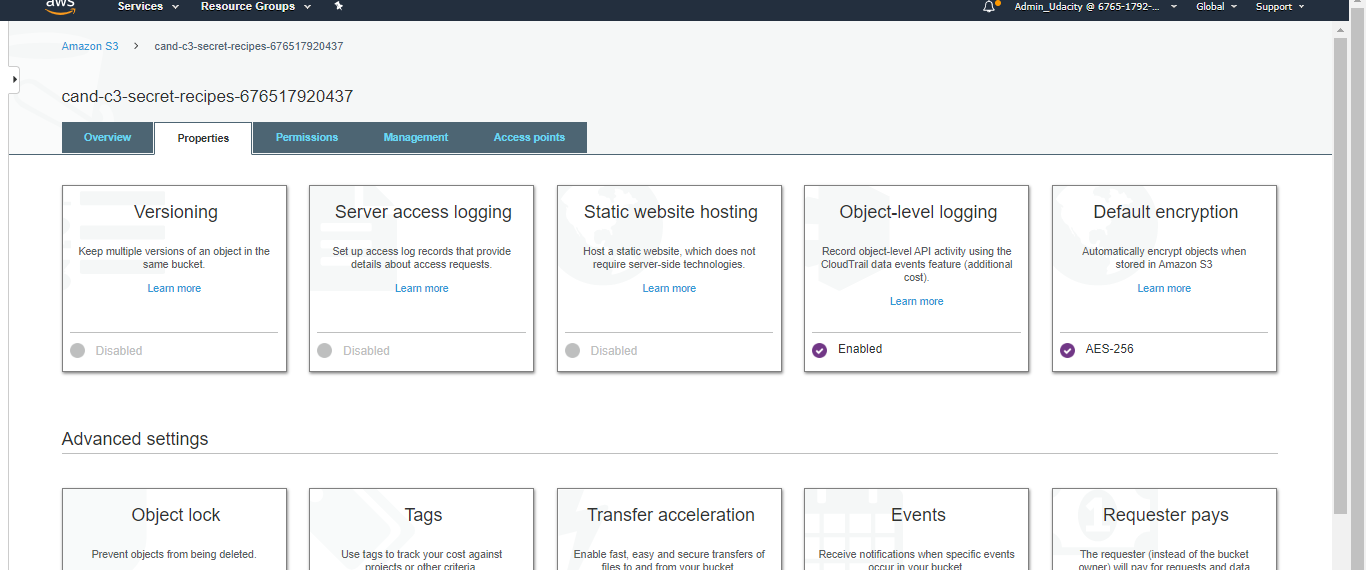 aws Services Resource Groups Admin_Udacity @ 6765-1792-... Global Support
Amazon S3 > cand-c3-secret-recipes-676517920437
cand-c3-secret-recipes-676517920437
Overview Properties Permissions Management Access points
Versioning
Keep multiple versions of an object in the
same bucket.
Learn more
Disabled
Server access logging
Set up access log records that provide
details about access requests.
Learn more
Disabled
Static website hosting
Host a static website, which does not
require server-side technologies.
Learn more
Disabled
Object-level logging
Record object-level API activity using the
CloudTrail data events feature (additional
cost).
Learn more
Enabled
Default encryption
Automatically encrypt objects when
stored in Amazon S3
Learn more
AES-256
Advanced settings
Object lock
Prevent objects from being deleted.
Tags
Use tags to track your cost against
projects or other criteria.
Transfer acceleration
Enable fast, easy and secure transfers of
files to and from your bucket.
Events
Receive notifications when specific events
occur in your bucket.
Requester pays
The requester (instead of the bucket
owner) will pay for requests and data